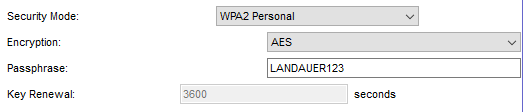 Security Mode: WPA2 Personal
Encryption: AES
Passphrase: LANDAUER123
Key Renewal: 3600 seconds